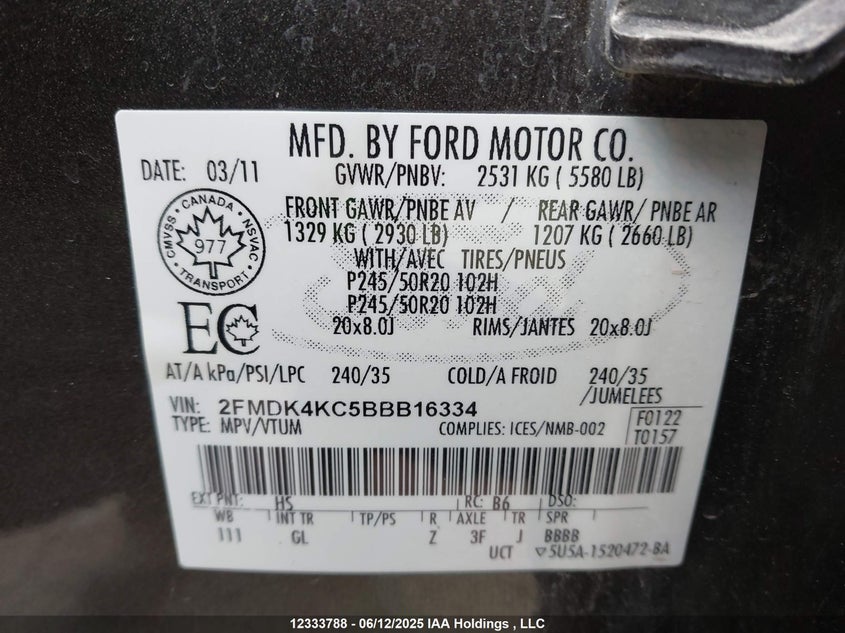 MFD. BY FORD MOTOR CO.
DATE: 03/11 GVWR/PNBV: 2531 KG ( 5580 LB)
FRONT GAWR/PNBE AV / REAR GAWR/ PNBE AR
1329 KG ( 2930 LB) 1207 KG ( 2660 LB)
WITH/AVEC TIRES/PNEUS
P245/50R20 102H
P245/50R20 102H
20x8.0J RIMS/JANTES 20x8.0J
CANADA CMVSS NSVAC TRANSPORT 977
EC
AT/A kPa/PSI/LPC 240/35 COLD/A FROID 240/35
/JUMELEES
VIN: 2FMDK4KC5BBB16334
TYPE: MPV/VTUM COMPLIES: ICES/NMB-002
F0122
T0157
EXT PNT: HS RC: B6 DSO:
WB INT TR TP/PS R AXLE TR SPR
111 GL Z 3F J BBBB
UCT ▽5U5A-1520472-BA
12333788 - 06/12/2025 IAA Holdings , LLC